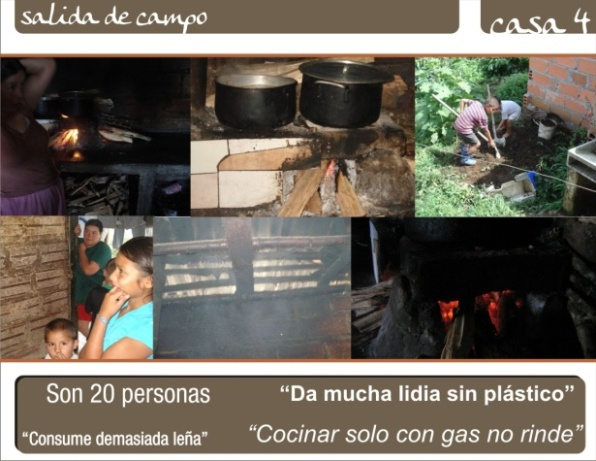 salida de campo
casa 4
Son 20 personas
“Da mucha lidia sin plástico”
“Consume demasiada leña”
“Cocinar solo con gas no rinde”